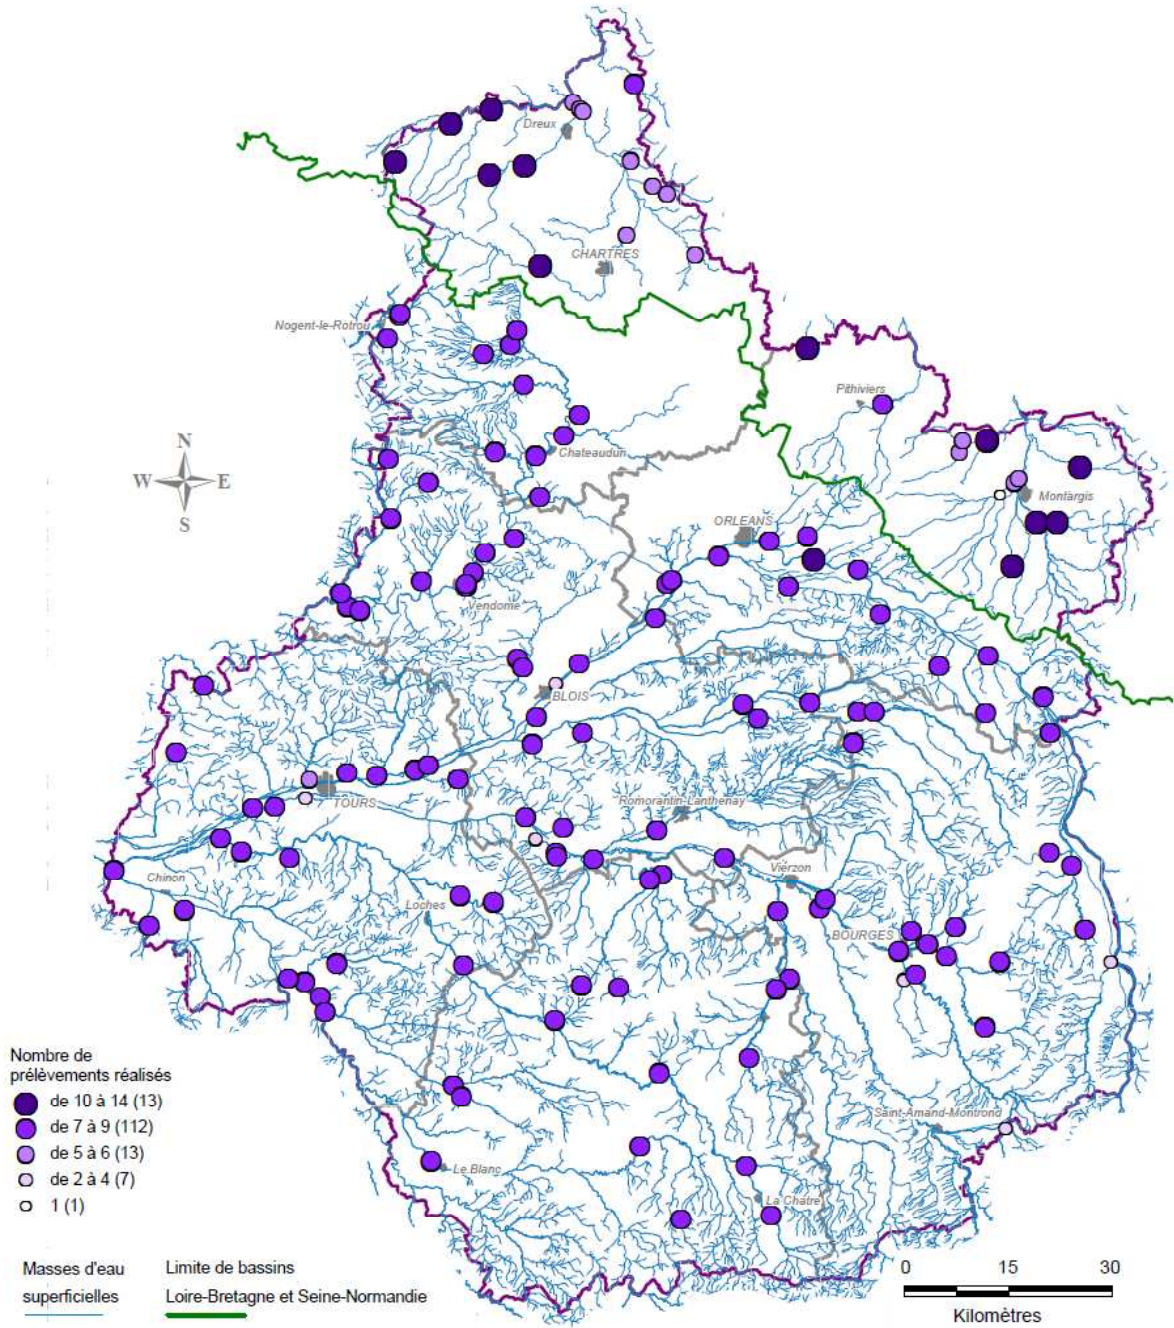 Dreux
CHARTRES
Nogent-le-Rotrou
Pithiviers
Chateaudun
N
W E
S
Montargis
ORLEANS
Vendome
BLOIS
TOURS
Romorantin-Lanthenay
Chinon
Vierzon
Loches
BOURGES
Saint-Amand-Montrond
Le Blanc
La Chatre
Nombre de
prélèvements réalisés
de 10 à 14 (13)
de 7 à 9 (112)
de 5 à 6 (13)
de 2 à 4 (7)
1 (1)
Masses d'eau
superficielles
Limite de bassins
Loire-Bretagne et Seine-Normandie
0 15 30
Kilomètres